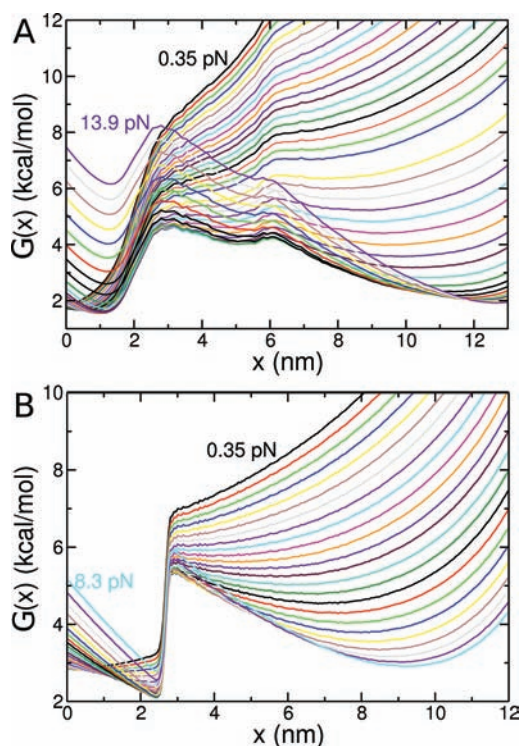 A
12
10
8
6
4
2
G(x) (kcal/mol)
0.35 pN
13.9 pN
0 2 4 6 8 10 12
x (nm)
B
10
8
6
4
2
G(x) (kcal/mol)
0.35 pN
8.3 pN
0 2 4 6 8 10 12
x (nm)